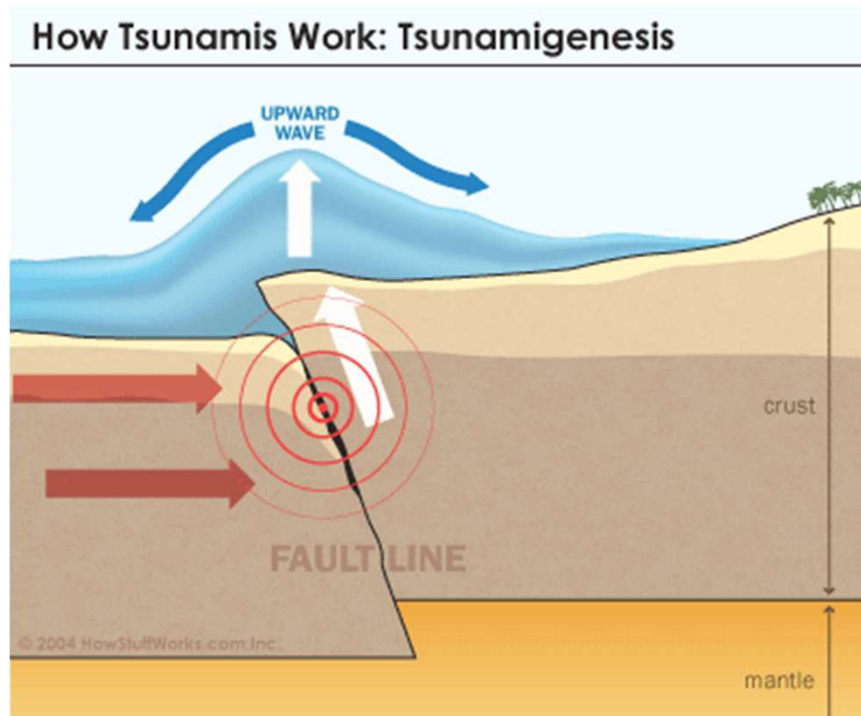 How Tsunamis Work: Tsunamigenesis
UPWARD
WAVE
crust
FAULT LINE
© 2004 HowStuffWorks.com.Inc.
mantle